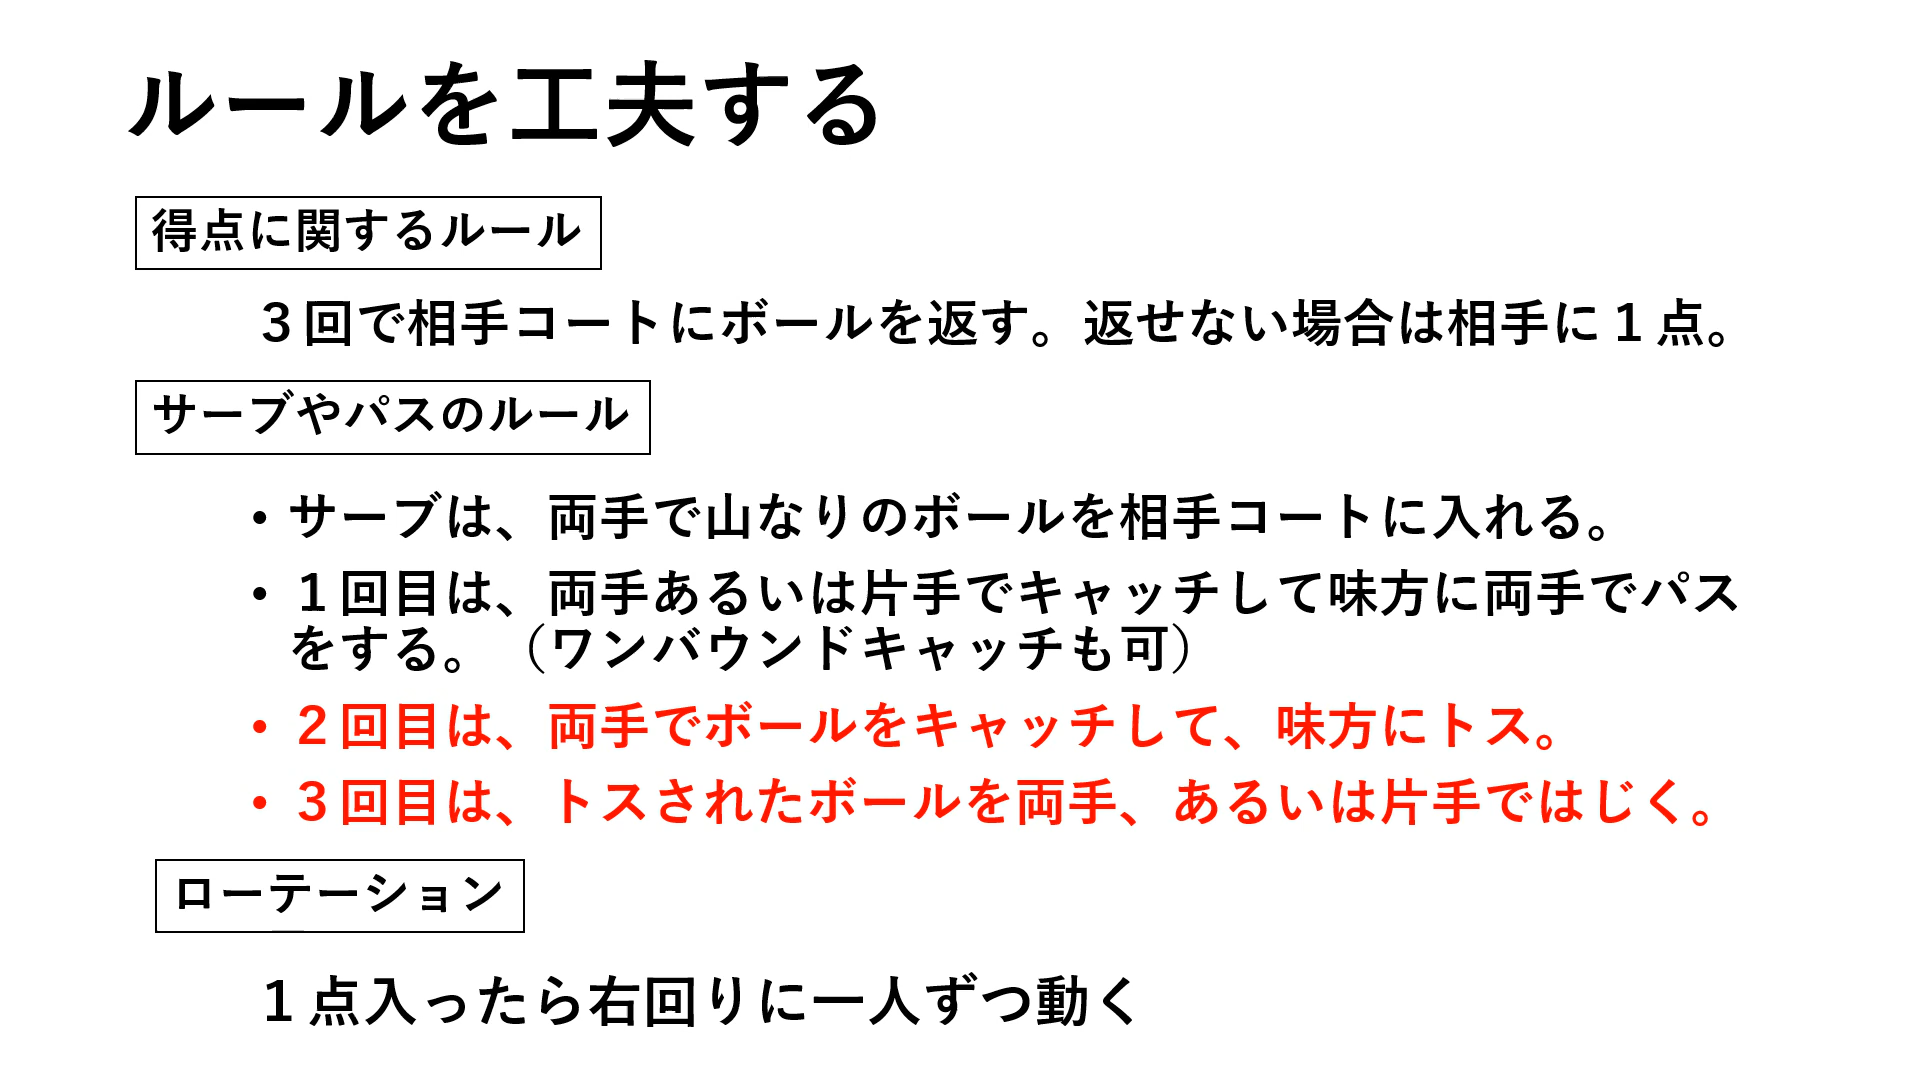 ルールを工夫する
得点に関するルール
３回で相手コートにボールを返す。返せない場合は相手に１点。
サーブやパスのルール
• サーブは、両手で山なりのボールを相手コートに入れる。
• １回目は、両手あるいは片手でキャッチして味方に両手でパス
をする。（ワンバウンドキャッチも可）
• ２回目は、両手でボールをキャッチして、味方にトス。
• ３回目は、トスされたボールを両手、あるいは片手ではじく。
ローテーション
１点入ったら右回りに一人ずつ動く